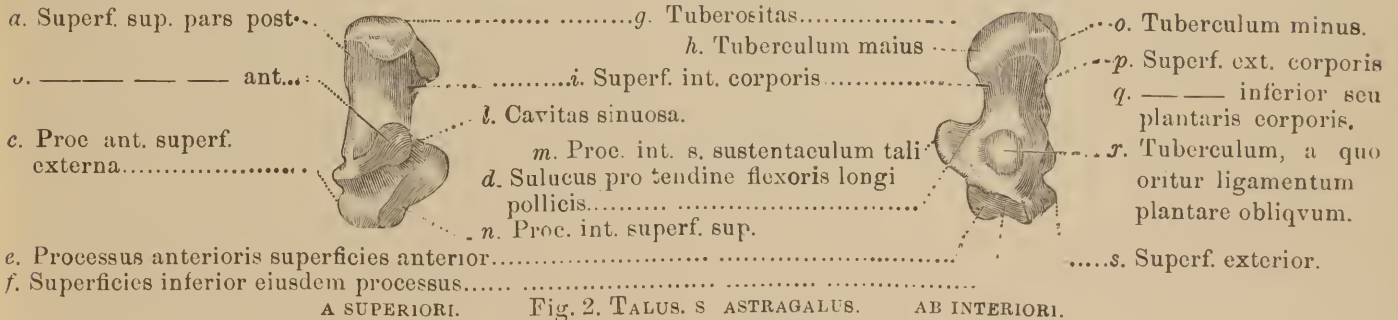 a. Superf. sup. pars post.
— — — ant.
c. Proc ant. superf.
externa
g. Tuberositas
h. Tuberculum maius
i. Superf. int. corporis
l. Cavitas sinuosa.
m. Proc. int. s. sustentaculum tali
d. Sulucus pro tendine flexoris longi
pollicis
n. Proc. int. superf. sup.
o. Tuberculum minus.
p. Superf. ext. corporis
q. — — inferior seu
plantaris corporis.
r. Tuberculum, a quo
oritur ligamentum
plantare obliqvum.
s. Superf. exterior.
e. Processus anterioris superficies anterior
f. Superficies inferior eiusdem processus
A SUPERIORI.
Fig. 2. TALUS. S ASTRAGALUS.
AB INTERIORI.